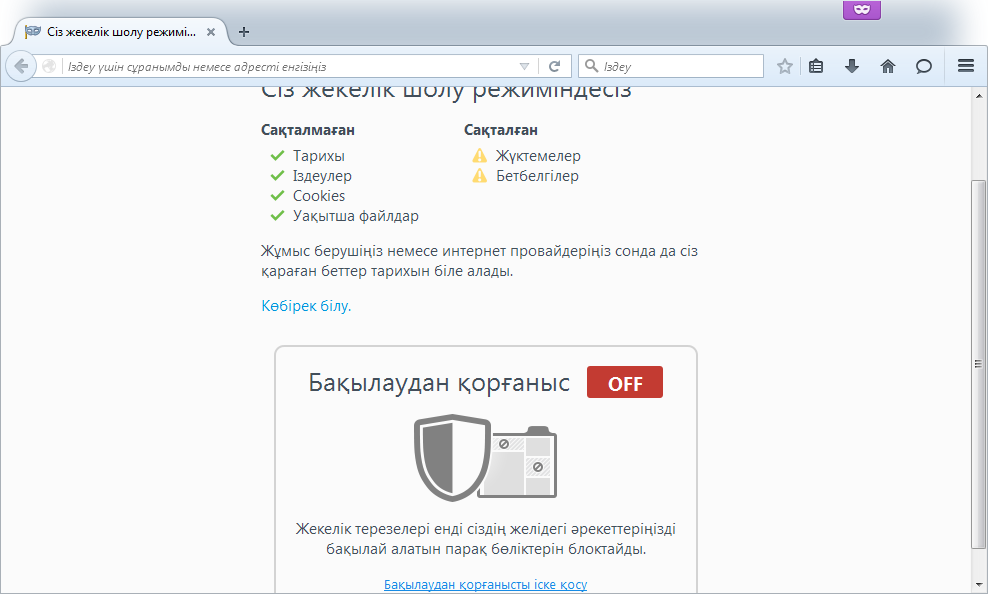 Сіз жекелік шолу режимі...
Іздеу үшін сұранымды немесе адресті енгізіңіз
Іздеу
Сіз жекелік шолу режиміндесіз
Сақталмаған
Тарихы
Іздеулер
Cookies
Уақытша файлдар
Сақталған
Жүктемелер
Бетбелгілер
Жұмыс берушіңіз немесе интернет провайдеріңіз сонда да сіз
қараған беттер тарихын біле алады.
Көбірек білу.
Бақылаудан қорғаныс
OFF
Жекелік терезелері енді сіздің желідегі әрекеттеріңізді
бақылай алатын парақ бөліктерін блоктайды.
Бақылаудан қорғанысты іске қосу